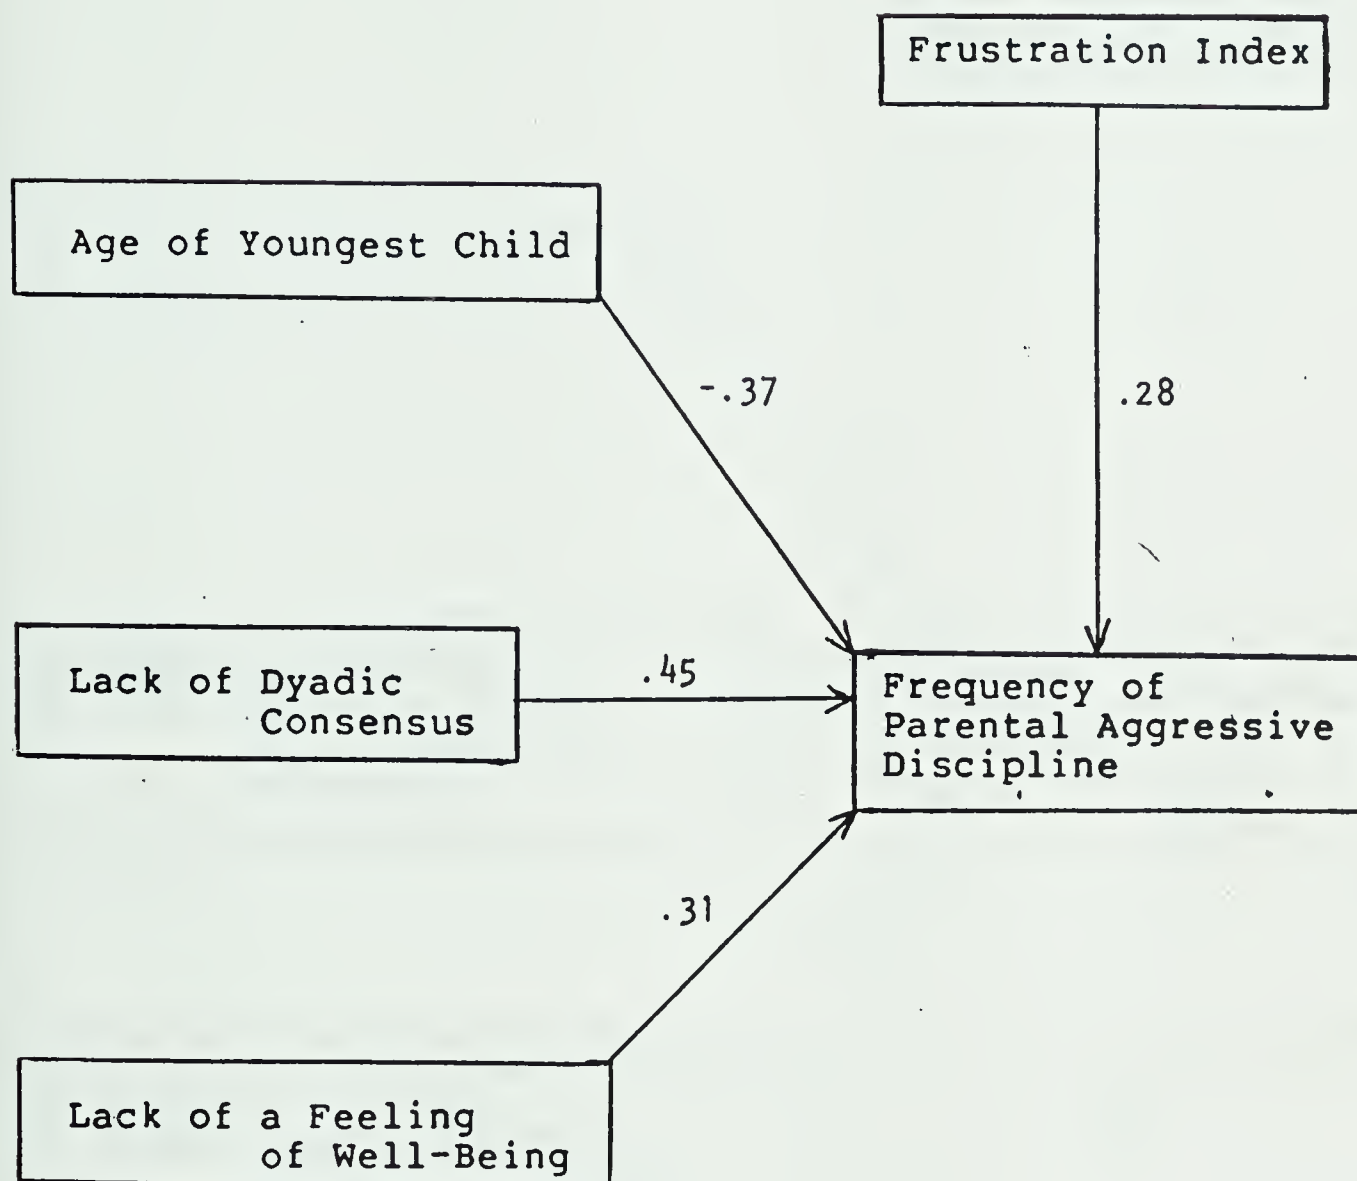 Frustration Index
Age of Youngest Child
-.37
.28
Lack of Dyadic
Consensus
.45
Frequency of
Parental Aggressive
Discipline
.31
Lack of a Feeling
of Well-Being